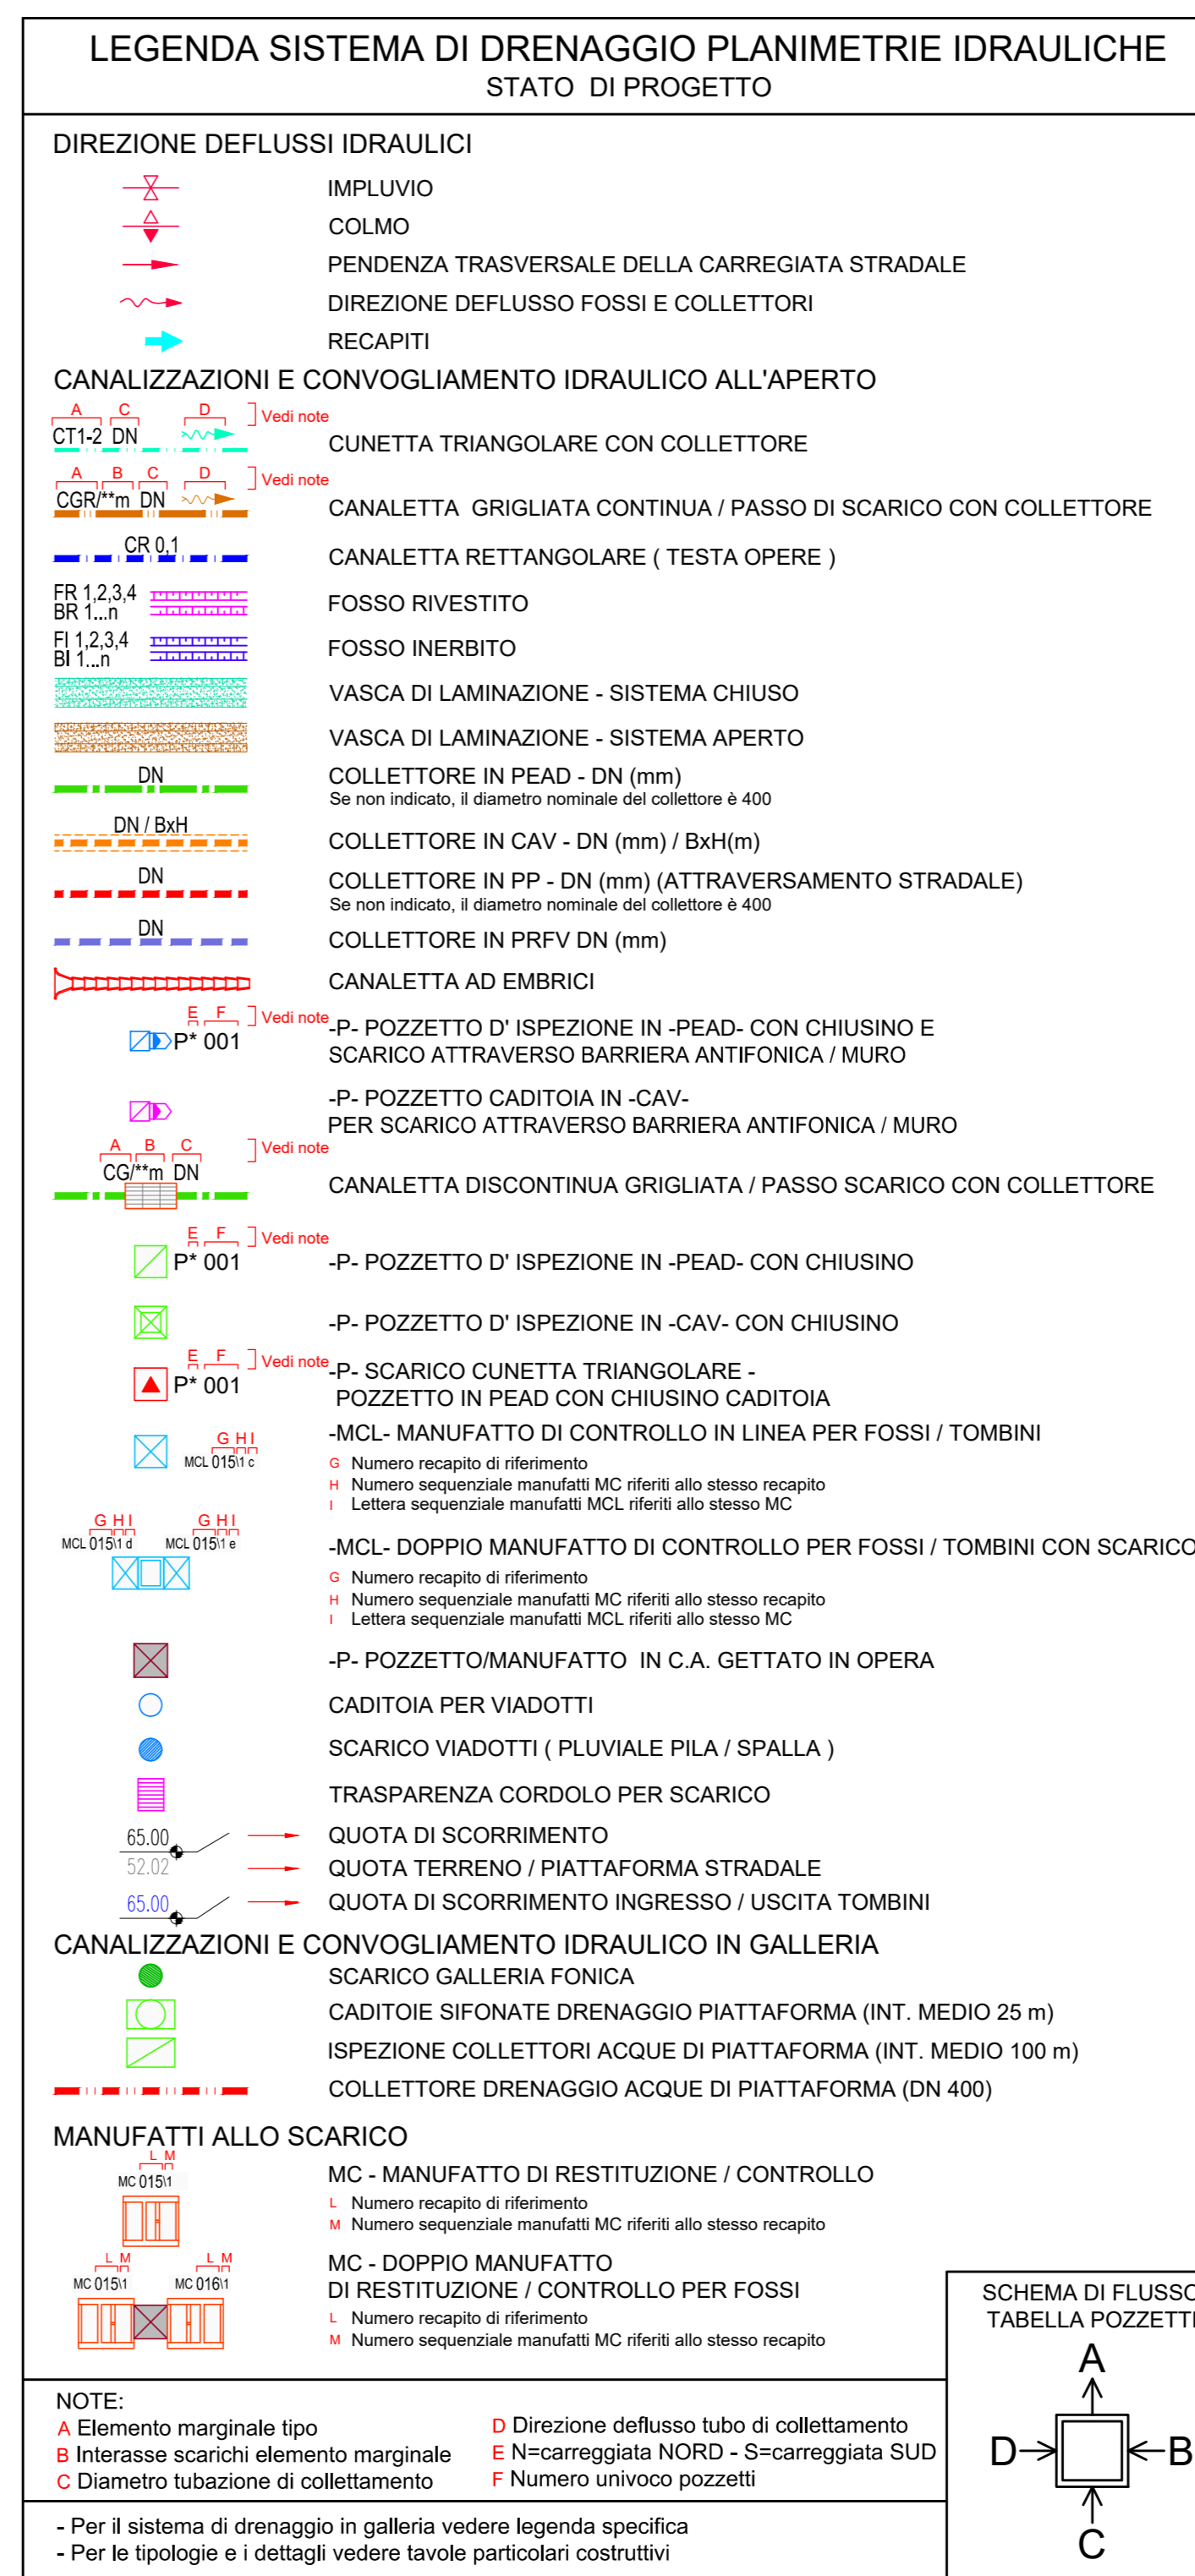 LEGENDA SISTEMA DI DRENAGGIO PLANIMETRIE IDRAULICHE
STATO DI PROGETTO
DIREZIONE DEFLUSSI IDRAULICI
IMPLUVIO
COLMO
PENDENZA TRASVERSALE DELLA CARREGIATA STRADALE
DIREZIONE DEFLUSSO FOSSI E COLLETTORI
RECAPITI
CANALIZZAZIONI E CONVOGLIAMENTO IDRAULICO ALL'APERTO
A C D Vedi note
CT1-2 DN
CUNETTA TRIANGOLARE CON COLLETTORE
A B C D Vedi note
CGR/**m DN
CANALETTA GRIGLIATA CONTINUA / PASSO DI SCARICO CON COLLETTORE
CR 0,1
CANALETTA RETTANGOLARE ( TESTA OPERE )
FR 1,2,3,4
BR 1...n
FOSSO RIVESTITO
FI 1,2,3,4
BI 1...n
FOSSO INERBITO
VASCA DI LAMINAZIONE - SISTEMA CHIUSO
VASCA DI LAMINAZIONE - SISTEMA APERTO
DN
COLLETTORE IN PEAD - DN (mm)
Se non indicato, il diametro nominale del collettore è 400
DN / BxH
COLLETTORE IN CAV - DN (mm) / BxH(m)
DN
COLLETTORE IN PP - DN (mm) (ATTRAVERSAMENTO STRADALE)
Se non indicato, il diametro nominale del collettore è 400
DN
COLLETTORE IN PRFV DN (mm)
CANALETTA AD EMBRICI
E F Vedi note
P* 001
-P- POZZETTO D' ISPEZIONE IN -PEAD- CON CHIUSINO E
SCARICO ATTRAVERSO BARRIERA ANTIFONICA / MURO
-P- POZZETTO CADITOIA IN -CAV-
PER SCARICO ATTRAVERSO BARRIERA ANTIFONICA / MURO
A B C Vedi note
CG/**m DN
CANALETTA DISCONTINUA GRIGLIATA / PASSO SCARICO CON COLLETTORE
E F Vedi note
P* 001
-P- POZZETTO D' ISPEZIONE IN -PEAD- CON CHIUSINO
-P- POZZETTO D' ISPEZIONE IN -CAV- CON CHIUSINO
E F Vedi note
P* 001
-P- SCARICO CUNETTA TRIANGOLARE -
POZZETTO IN PEAD CON CHIUSINO CADITOIA
G H I
MCL 015\1 c
-MCL- MANUFATTO DI CONTROLLO IN LINEA PER FOSSI / TOMBINI
G Numero recapito di riferimento
H Numero sequenziale manufatti MC riferiti allo stesso recapito
I Lettera sequenziale manufatti MCL riferiti allo stesso MC
G H I G H I
MCL 015\1 d MCL 015\1 e
-MCL- DOPPIO MANUFATTO DI CONTROLLO PER FOSSI / TOMBINI CON SCARICO
G Numero recapito di riferimento
H Numero sequenziale manufatti MC riferiti allo stesso recapito
I Lettera sequenziale manufatti MCL riferiti allo stesso MC
-P- POZZETTO/MANUFATTO IN C.A. GETTATO IN OPERA
CADITOIA PER VIADOTTI
SCARICO VIADOTTI ( PLUVIALE PILA / SPALLA )
TRASPARENZA CORDOLO PER SCARICO
65.00 QUOTA DI SCORRIMENTO
52.02 QUOTA TERRENO / PIATTAFORMA STRADALE
65.00 QUOTA DI SCORRIMENTO INGRESSO / USCITA TOMBINI
CANALIZZAZIONI E CONVOGLIAMENTO IDRAULICO IN GALLERIA
SCARICO GALLERIA FONICA
CADITOIE SIFONATE DRENAGGIO PIATTAFORMA (INT. MEDIO 25 m)
ISPEZIONE COLLETTORI ACQUE DI PIATTAFORMA (INT. MEDIO 100 m)
COLLETTORE DRENAGGIO ACQUE DI PIATTAFORMA (DN 400)
MANUFATTI ALLO SCARICO
L M
MC 015\1
MC - MANUFATTO DI RESTITUZIONE / CONTROLLO
L Numero recapito di riferimento
M Numero sequenziale manufatti MC riferiti allo stesso recapito
L M L M
MC 015\1 MC 016\1
MC - DOPPIO MANUFATTO
DI RESTITUZIONE / CONTROLLO PER FOSSI
L Numero recapito di riferimento
M Numero sequenziale manufatti MC riferiti allo stesso recapito
NOTE:
A Elemento marginale tipo
B Interasse scarichi elemento marginale
C Diametro tubazione di collettamento
D Direzione deflusso tubo di collettamento
E N=carreggiata NORD - S=carreggiata SUD
F Numero univoco pozzetti
- Per il sistema di drenaggio in galleria vedere legenda specifica
- Per le tipologie e i dettagli vedere tavole particolari costruttivi
SCHEMA DI FLUSSO
TABELLA POZZETTI
A
D B
C